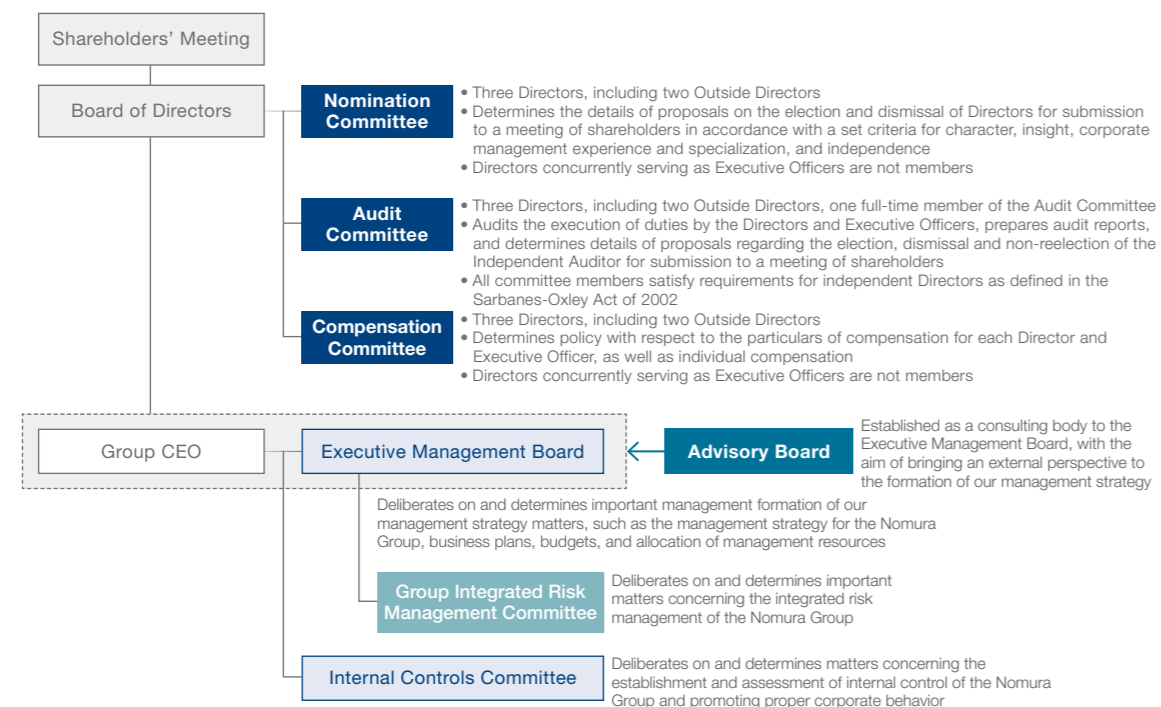 Shareholders' Meeting
Board of Directors
Nomination
Committee
• Three Directors, including two Outside Directors
• Determines the details of proposals on the election and dismissal of Directors for submission
to a meeting of shareholders in accordance with a set criteria for character, insight, corporate
management experience and specialization, and independence
• Directors concurrently serving as Executive Officers are not members
Audit
Committee
• Three Directors, including two Outside Directors, one full-time member of the Audit Committee
• Audits the execution of duties by the Directors and Executive Officers, prepares audit reports,
and determines details of proposals regarding the election, dismissal and non-reelection of the
Independent Auditor for submission to a meeting of shareholders
• All committee members satisfy requirements for independent Directors as defined in the
Sarbanes-Oxley Act of 2002
Compensation
Committee
• Three Directors, including two Outside Directors
• Determines policy with respect to the particulars of compensation for each Director and
Executive Officer, as well as individual compensation
• Directors concurrently serving as Executive Officers are not members
Group CEO
Executive Management Board
Advisory Board
Established as a consulting body to the
Executive Management Board, with the
aim of bringing an external perspective to
the formation of our management strategy
Deliberates on and determines important management formation of our
management strategy matters, such as the management strategy for the Nomura
Group, business plans, budgets, and allocation of management resources
Group Integrated Risk
Management Committee
Deliberates on and determines important
matters concerning the integrated risk
management of the Nomura Group
Internal Controls Committee
Deliberates on and determines matters concerning the
establishment and assessment of internal control of the Nomura
Group and promoting proper corporate behavior